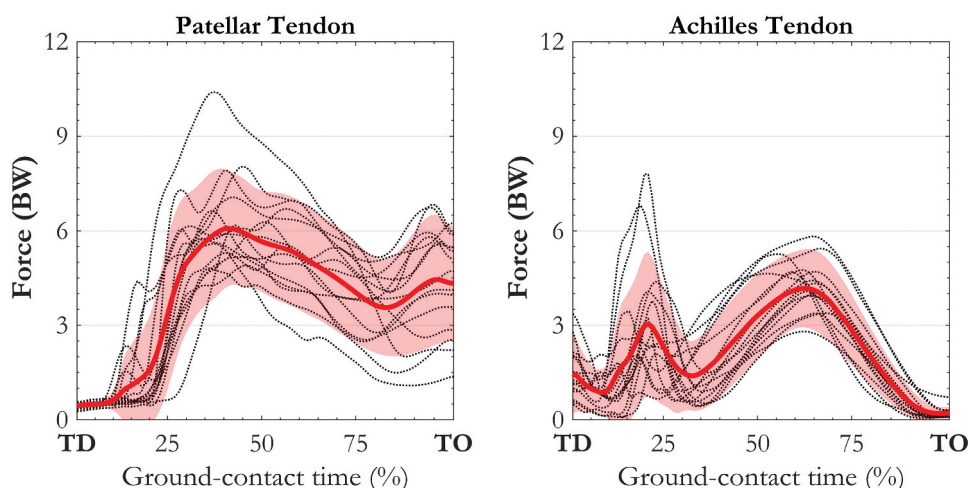 Patellar Tendon
12
9
6
3
0
Force (BW)
TD
25
50
75
TO
Ground-contact time (%)
Achilles Tendon
12
9
6
3
0
Force (BW)
TD
25
50
75
TO
Ground-contact time (%)